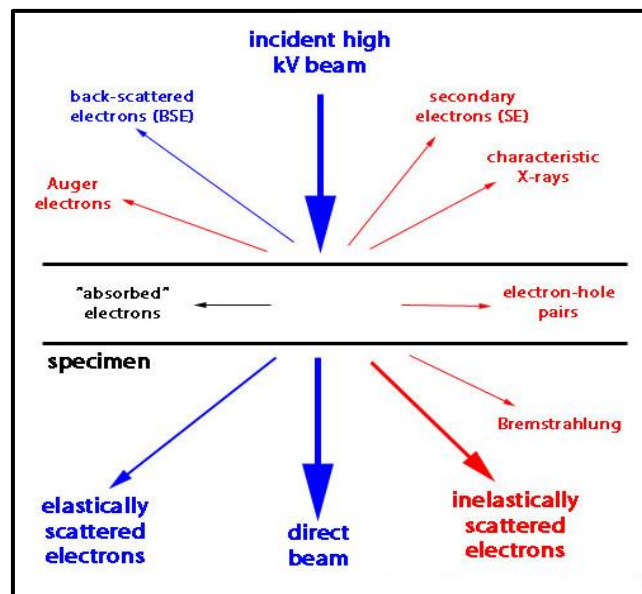 incident high
kV beam
back-scattered
electrons (BSE)
secondary
electrons (SE)
characteristic
X-rays
Auger
electrons
"absorbed"
electrons
electron-hole
pairs
specimen
Bremstrahlung
elastically
scattered
electrons
direct
beam
inelastically
scattered
electrons